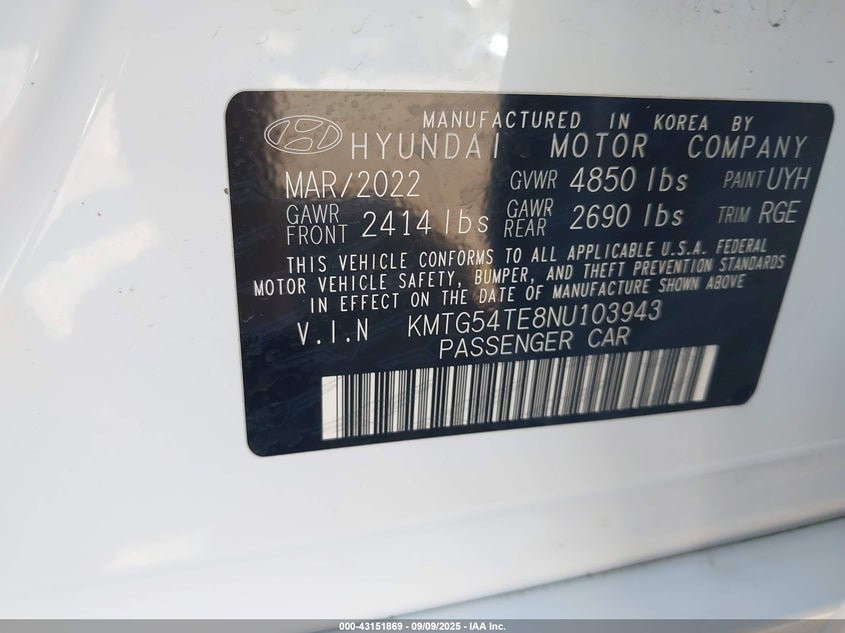 MANUFACTURED IN KOREA BY
HYUNDAI MOTOR COMPANY
MAR/2022 GVWR 4850 lbs PAINT UYH
GAWR FRONT 2414 lbs GAWR REAR 2690 lbs TRIM RGE
THIS VEHICLE CONFORMS TO ALL APPLICABLE U.S.A. FEDERAL
MOTOR VEHICLE SAFETY, BUMPER, AND THEFT PREVENTION STANDARDS
IN EFFECT ON THE DATE OF MANUFACTURE SHOWN ABOVE
V.I.N KMTG54TE8NU103943
PASSENGER CAR
000-43151869 - 09/09/2025 - IAA Inc.